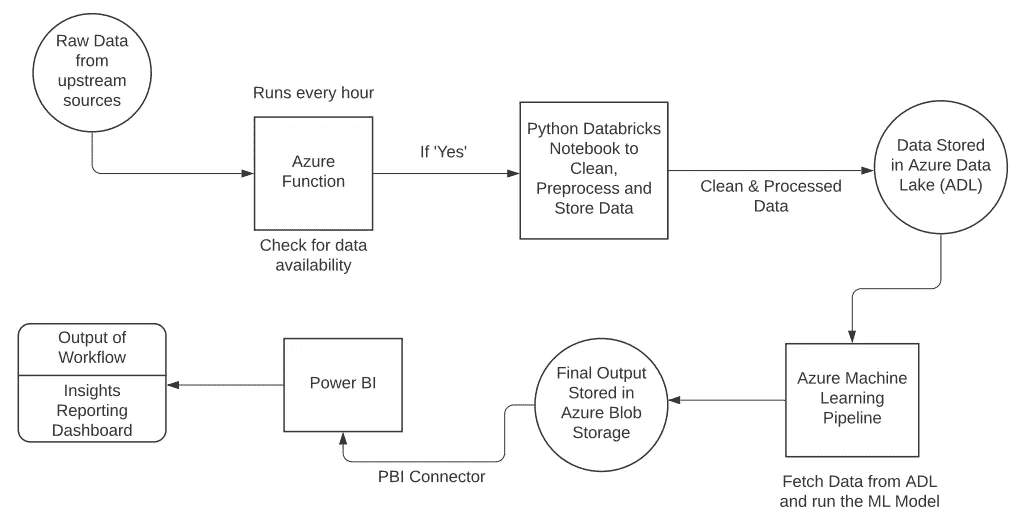 Raw Data
from
upstream
sources
Runs every hour
Azure
Function
Check for data
availability
If 'Yes'
Python Databricks
Notebook to
Clean,
Preprocess and
Store Data
Clean & Processed
Data
Data Stored
in Azure Data
Lake (ADL)
Azure Machine
Learning
Pipeline
Fetch Data from ADL
and run the ML Model
Final Output
Stored in
Azure Blob
Storage
PBI Connector
Power BI
Output of
Workflow
Insights
Reporting
Dashboard